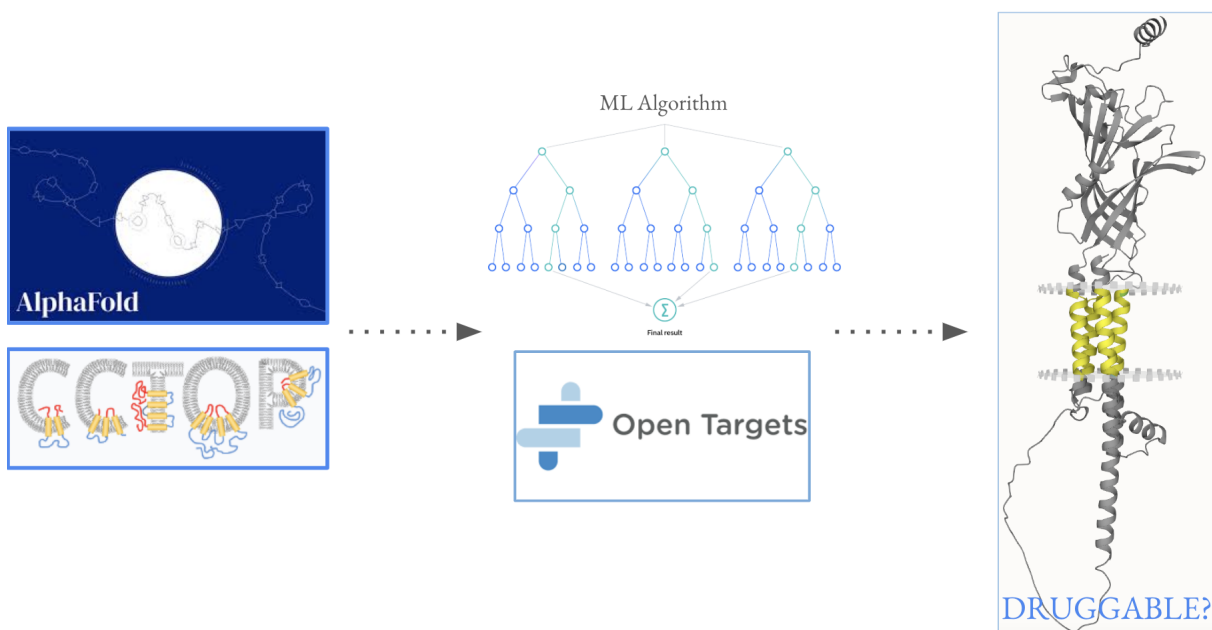 AlphaFold
CCTOP
ML Algorithm
Σ
Final result
Open Targets
DRUGGABLE?